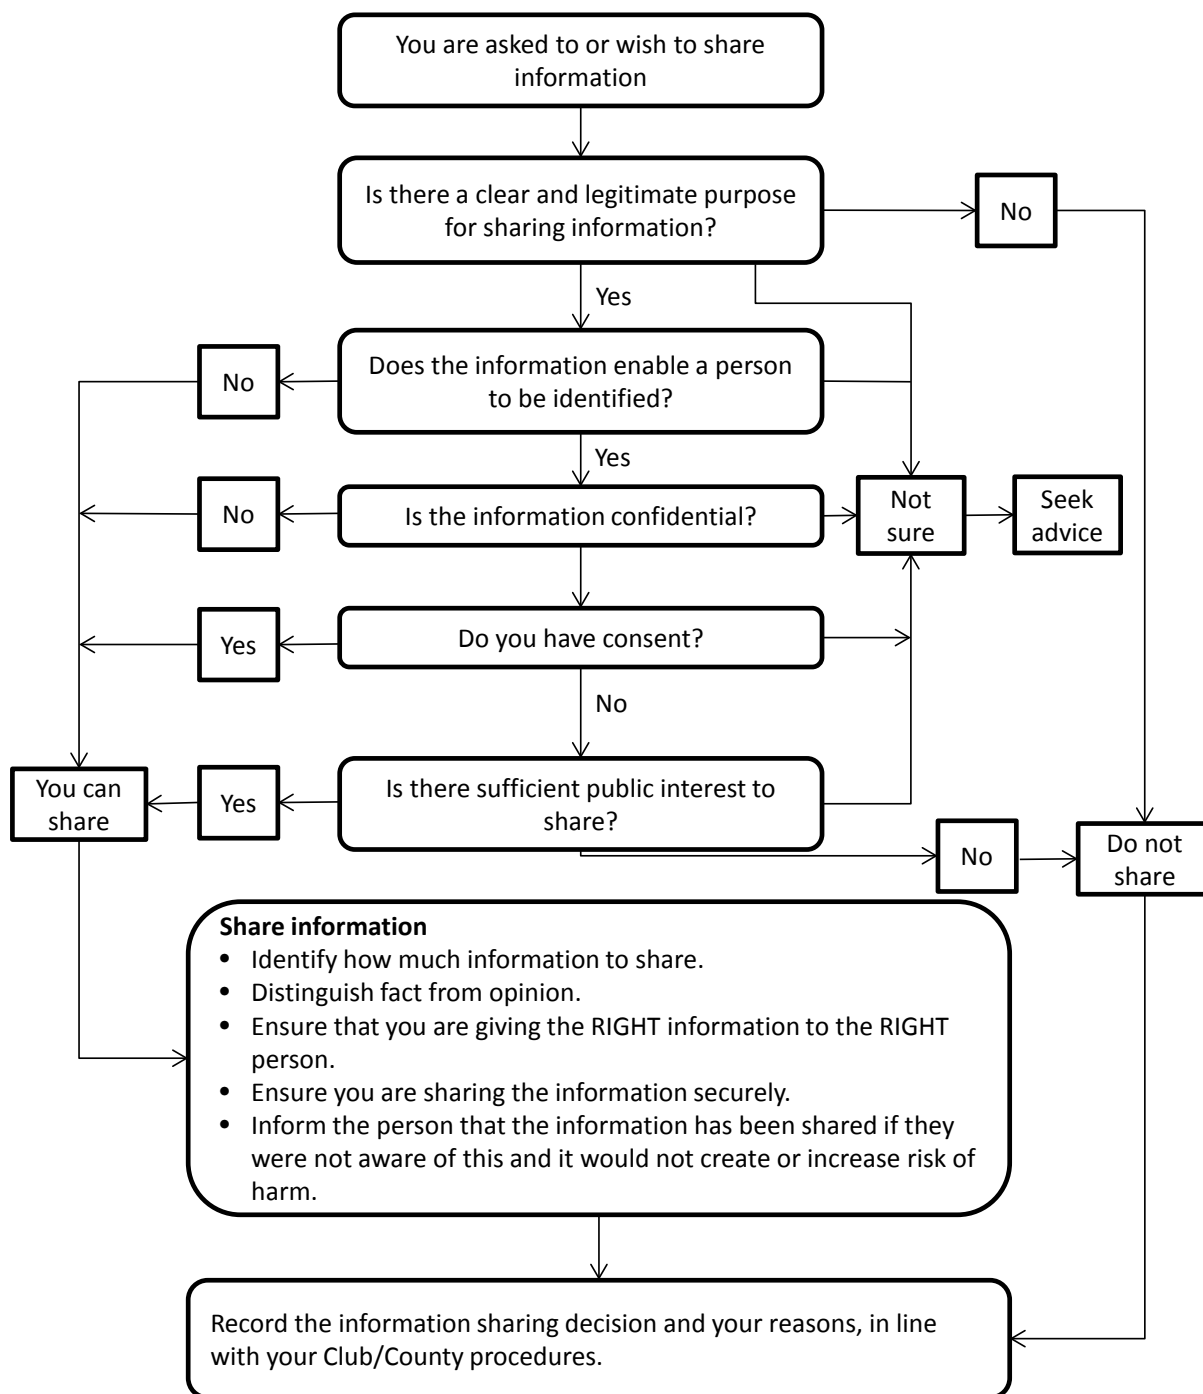 You are asked to or wish to share
information
Is there a clear and legitimate purpose
for sharing information?
No
Yes
Does the information enable a person
to be identified?
No
Yes
Is the information confidential?
No
Not
sure
Seek
advice
Do you have consent?
Yes
No
Is there sufficient public interest to
share?
Yes
You can
share
No
Do not
share
Share information
• Identify how much information to share.
• Distinguish fact from opinion.
• Ensure that you are giving the RIGHT information to the RIGHT
person.
• Ensure you are sharing the information securely.
• Inform the person that the information has been shared if they
were not aware of this and it would not create or increase risk of
harm.
Record the information sharing decision and your reasons, in line
with your Club/County procedures.